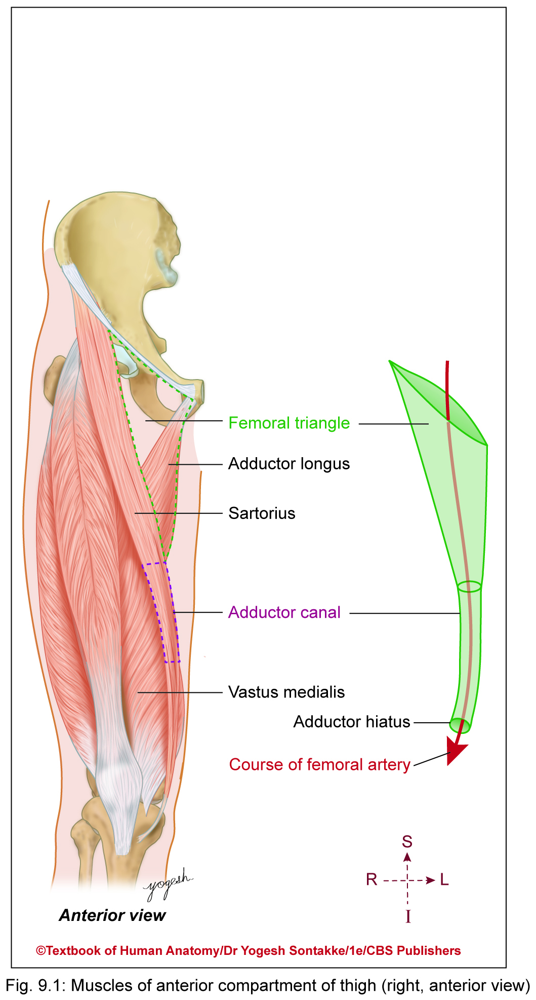 Femoral triangle
Adductor longus
Sartorius
Adductor canal
Vastus medialis
Adductor hiatus
Course of femoral artery
S
R L
I
yogesh
Anterior view
©Textbook of Human Anatomy/Dr Yogesh Sontakke/1e/CBS Publishers
Fig. 9.1: Muscles of anterior compartment of thigh (right, anterior view)